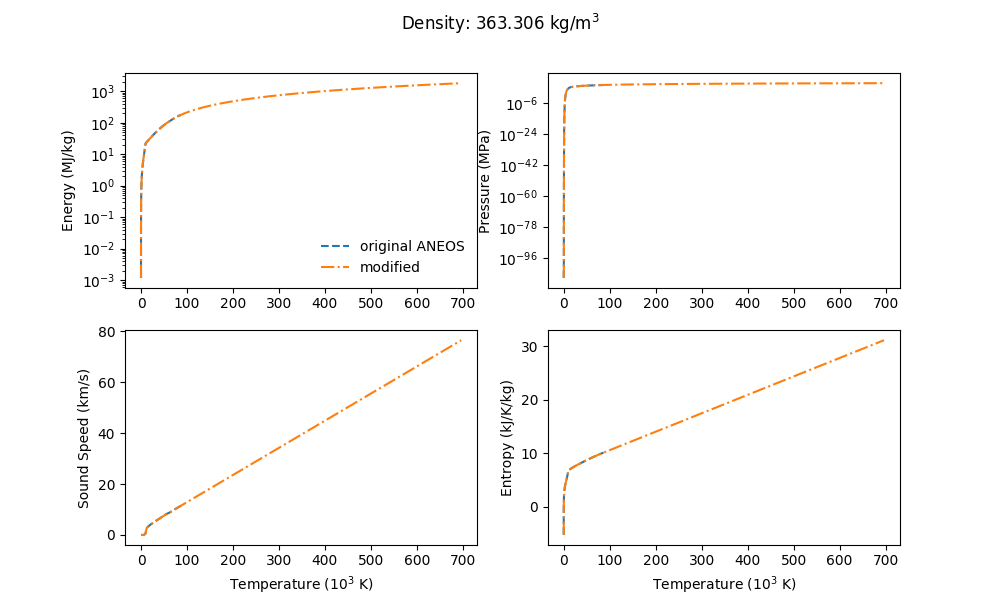 Density: 363.306 kg/m³
Energy (MJ/kg)
10³
10²
10¹
10⁰
10⁻¹
10⁻²
10⁻³
original ANEOS
modified
0 100 200 300 400 500 600 700
Pressure (MPa)
10⁻⁶
10⁻²⁴
10⁻⁴²
10⁻⁶⁰
10⁻⁷⁸
10⁻⁹⁶
0 100 200 300 400 500 600 700
Sound Speed (km/s)
80
60
40
20
0
0 100 200 300 400 500 600 700
Temperature (10³ K)
Entropy (kJ/K/kg)
30
20
10
0
0 100 200 300 400 500 600 700
Temperature (10³ K)